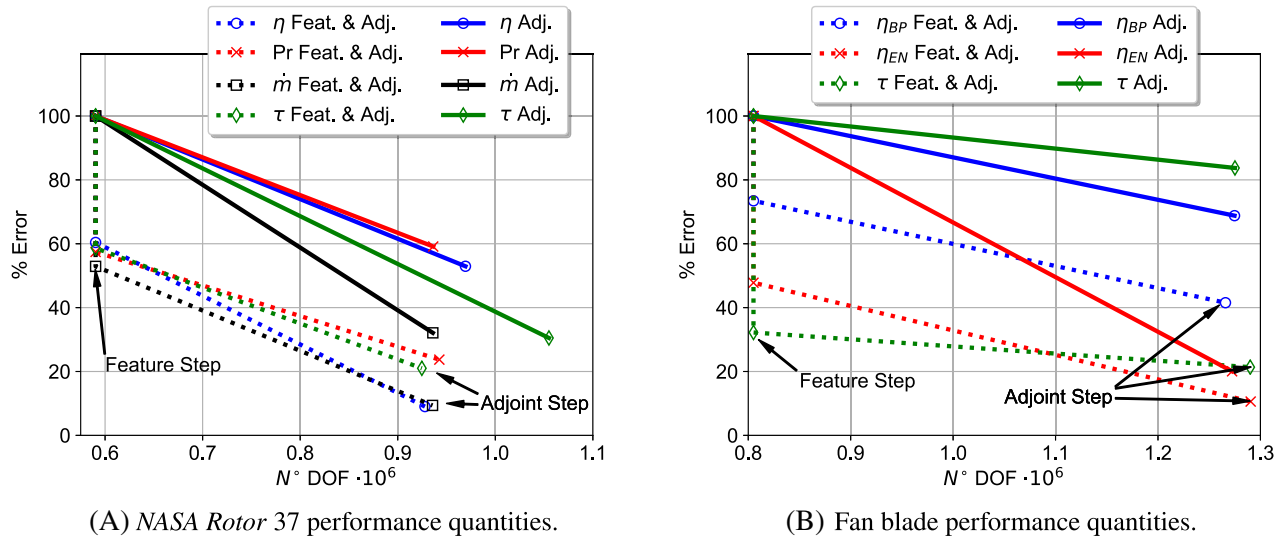 η Feat. & Adj. η Adj.
Pr Feat. & Adj. Pr Adj.
ṁ Feat. & Adj. ṁ Adj.
τ Feat. & Adj. τ Adj.
100
80
60
40
20
0
% Error
Feature Step
Adjoint Step
0.6 0.7 0.8 0.9 1.0 1.1
N° DOF ·10⁶
(A) NASA Rotor 37 performance quantities.
η_BP Feat. & Adj. η_BP Adj.
η_EN Feat. & Adj. η_EN Adj.
τ Feat. & Adj. τ Adj.
100
80
60
40
20
0
% Error
Feature Step
Adjoint Step
0.8 0.9 1.0 1.1 1.2 1.3
N° DOF ·10⁶
(B) Fan blade performance quantities.